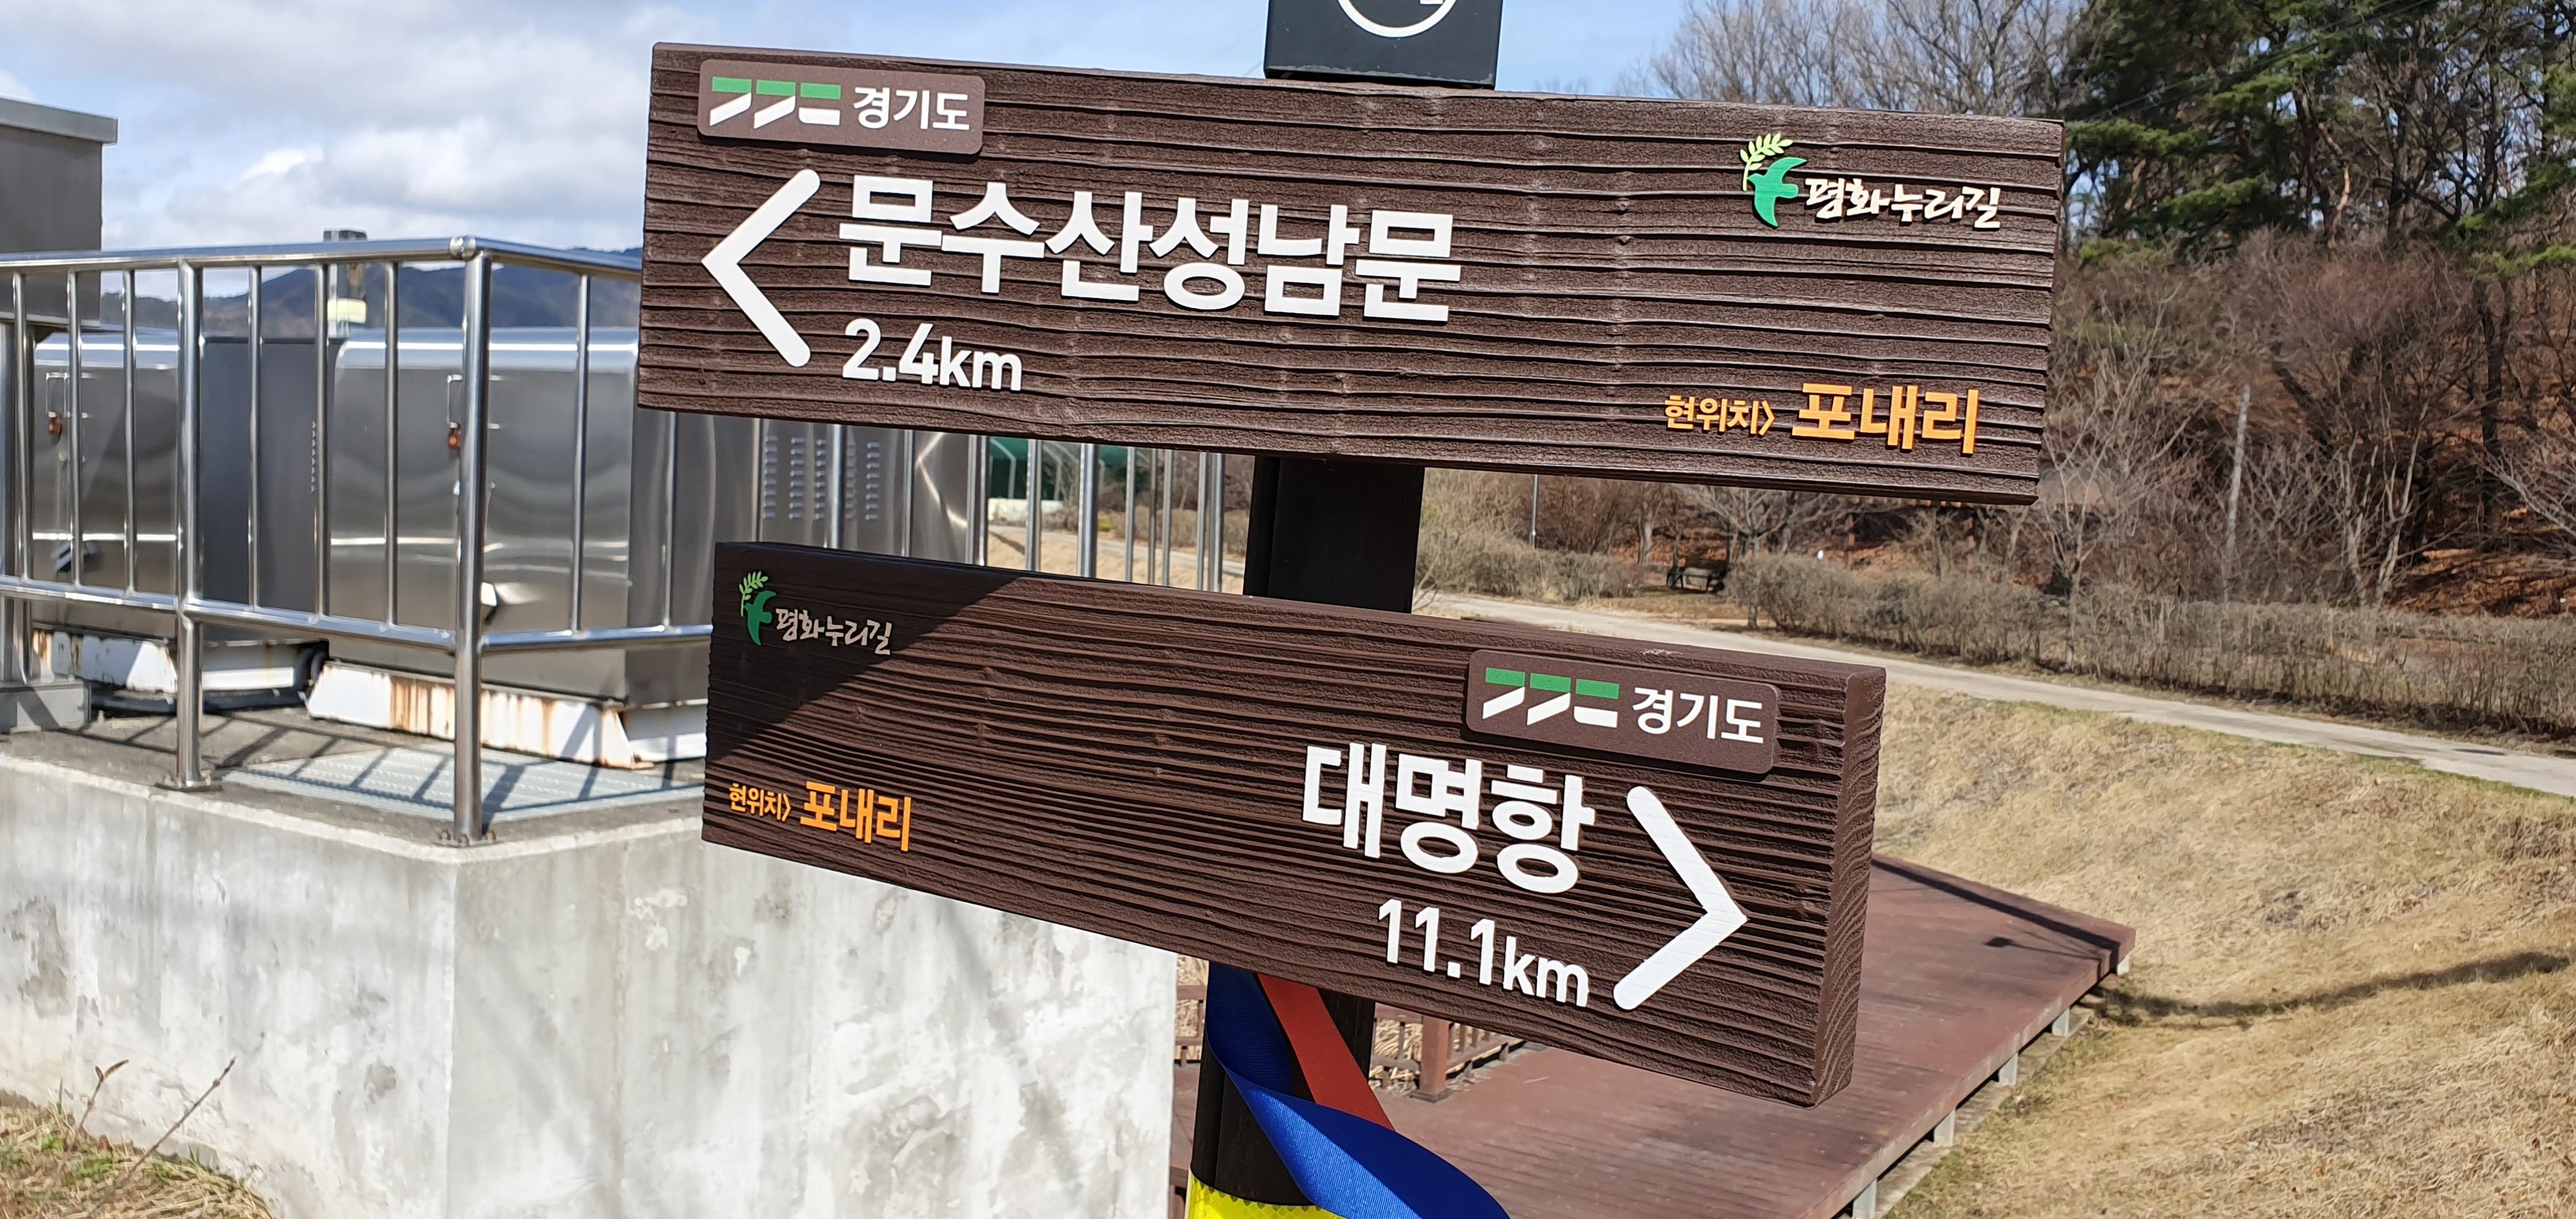 경기도
평화누리길
문수산성남문
2.4km
현위치> 포내리
평화누리길
경기도
대명항
11.1km
현위치> 포내리